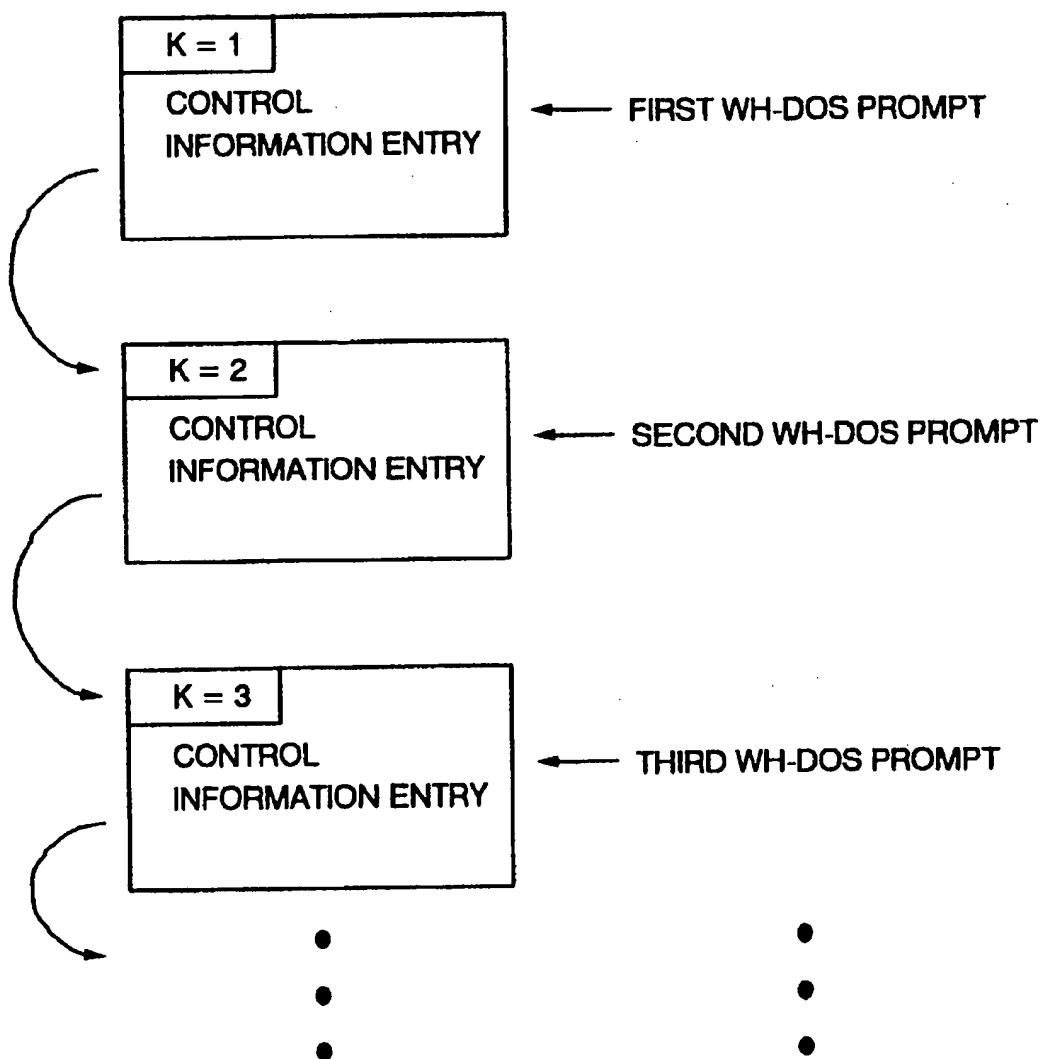 K = 1
CONTROL
INFORMATION ENTRY
FIRST WH-DOS PROMPT
K = 2
CONTROL
INFORMATION ENTRY
SECOND WH-DOS PROMPT
K = 3
CONTROL
INFORMATION ENTRY
THIRD WH-DOS PROMPT